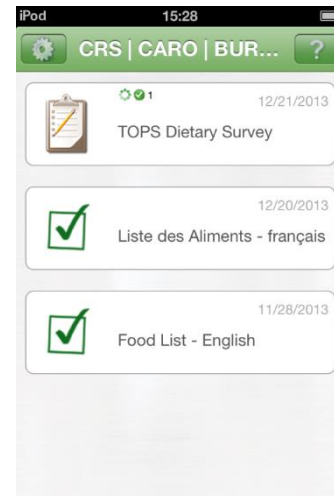 iPod 15:28
CRS | CARO | BUR... ?
1 12/21/2013
TOPS Dietary Survey
12/20/2013
Liste des Aliments - français
11/28/2013
Food List - English